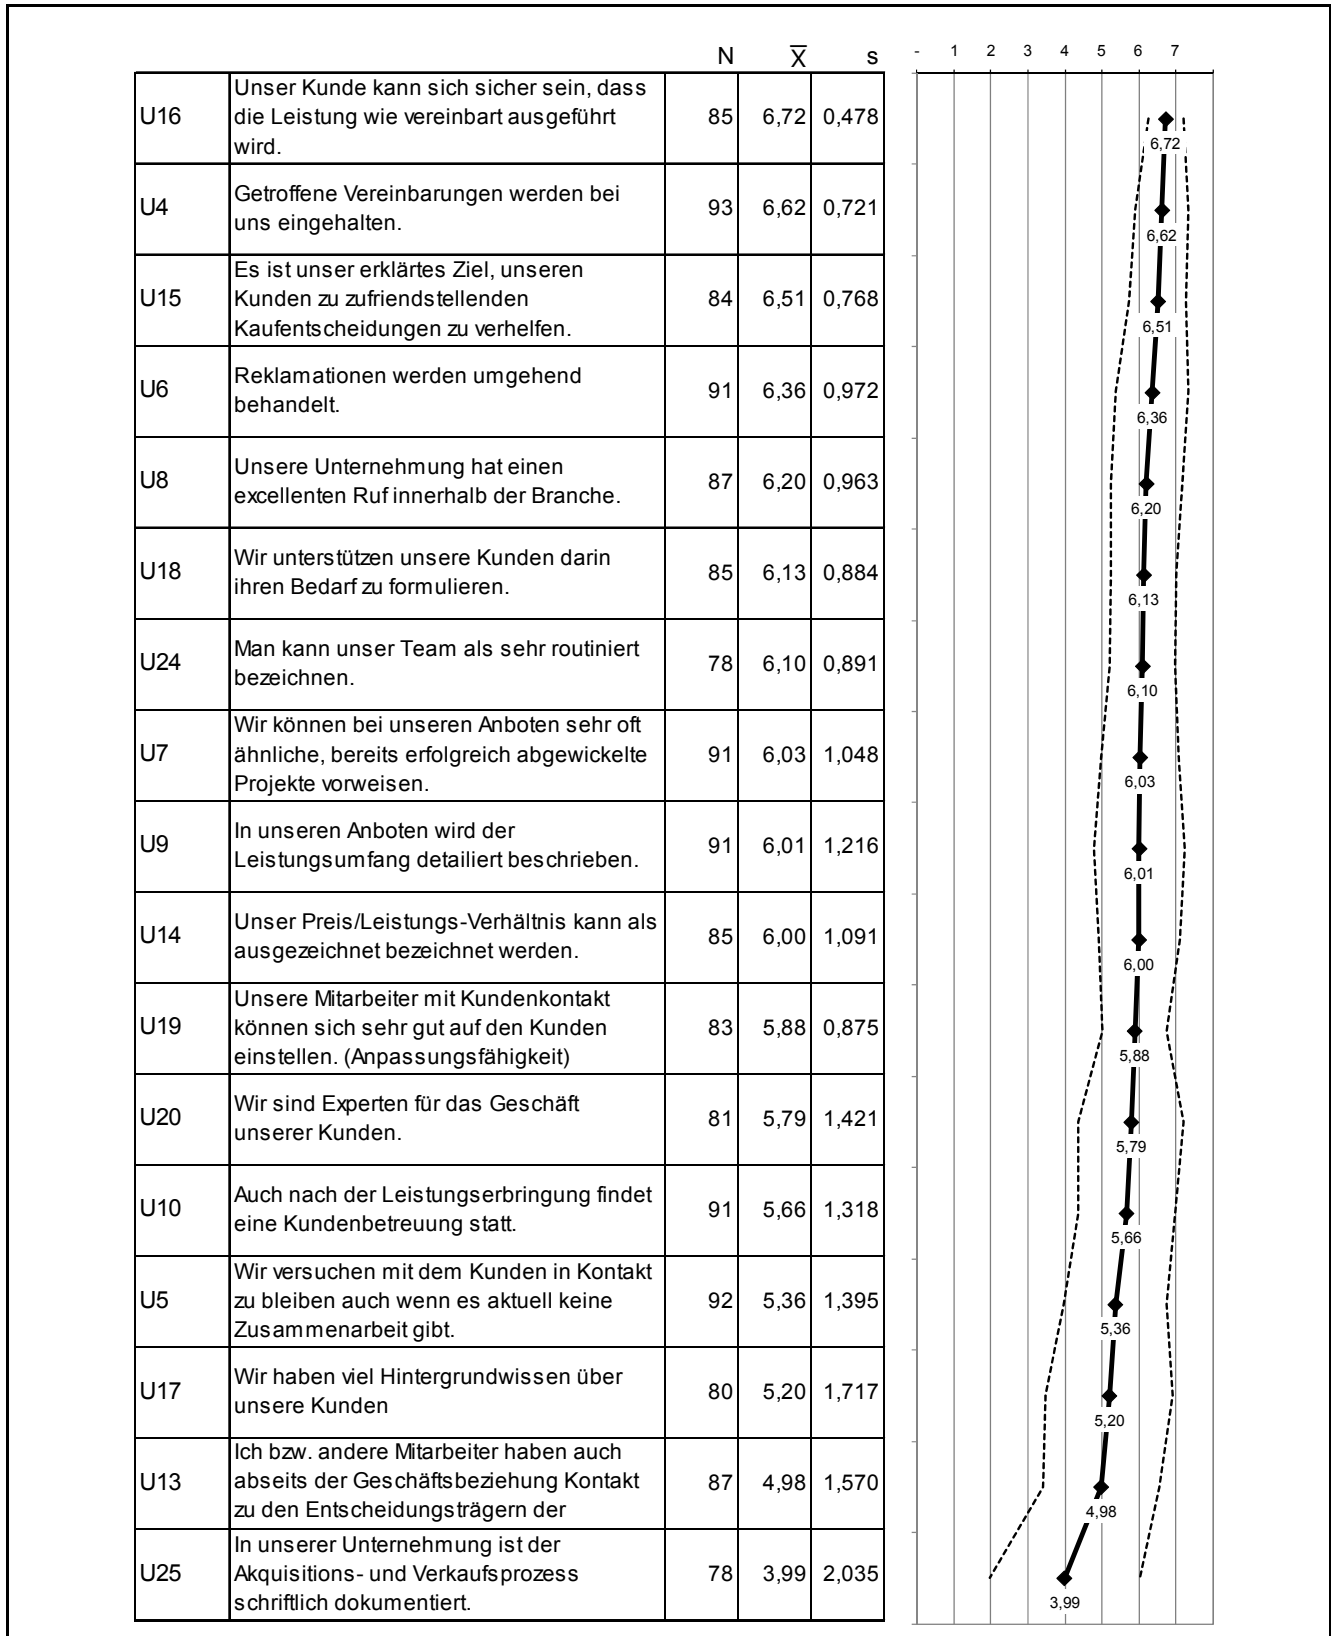 N X̅ s - 1 2 3 4 5 6 7
U16 Unser Kunde kann sich sicher sein, dass
die Leistung wie vereinbart ausgeführt
wird. 85 6,72 0,478
6,72
U4 Getroffene Vereinbarungen werden bei
uns eingehalten. 93 6,62 0,721
6,62
U15 Es ist unser erklärtes Ziel, unseren
Kunden zu zufriendstellenden
Kaufentscheidungen zu verhelfen. 84 6,51 0,768
6,51
U6 Reklamationen werden umgehend
behandelt. 91 6,36 0,972
6,36
U8 Unsere Unternehmung hat einen
excellenten Ruf innerhalb der Branche. 87 6,20 0,963
6,20
U18 Wir unterstützen unsere Kunden darin
ihren Bedarf zu formulieren. 85 6,13 0,884
6,13
U24 Man kann unser Team als sehr routiniert
bezeichnen. 78 6,10 0,891
6,10
U7 Wir können bei unseren Anboten sehr oft
ähnliche, bereits erfolgreich abgewickelte
Projekte vorweisen. 91 6,03 1,048
6,03
U9 In unseren Anboten wird der
Leistungsumfang detailiert beschrieben. 91 6,01 1,216
6,01
U14 Unser Preis/Leistungs-Verhältnis kann als
ausgezeichnet bezeichnet werden. 85 6,00 1,091
6,00
U19 Unsere Mitarbeiter mit Kundenkontakt
können sich sehr gut auf den Kunden
einstellen. (Anpassungsfähigkeit) 83 5,88 0,875
5,88
U20 Wir sind Experten für das Geschäft
unserer Kunden. 81 5,79 1,421
5,79
U10 Auch nach der Leistungserbringung findet
eine Kundenbetreuung statt. 91 5,66 1,318
5,66
U5 Wir versuchen mit dem Kunden in Kontakt
zu bleiben auch wenn es aktuell keine
Zusammenarbeit gibt. 92 5,36 1,395
5,36
U17 Wir haben viel Hintergrundwissen über
unsere Kunden 80 5,20 1,717
5,20
U13 Ich bzw. andere Mitarbeiter haben auch
abseits der Geschäftsbeziehung Kontakt
zu den Entscheidungsträgern der 87 4,98 1,570
4,98
U25 In unserer Unternehmung ist der
Akquisitions- und Verkaufsprozess
schriftlich dokumentiert. 78 3,99 2,035
3,99